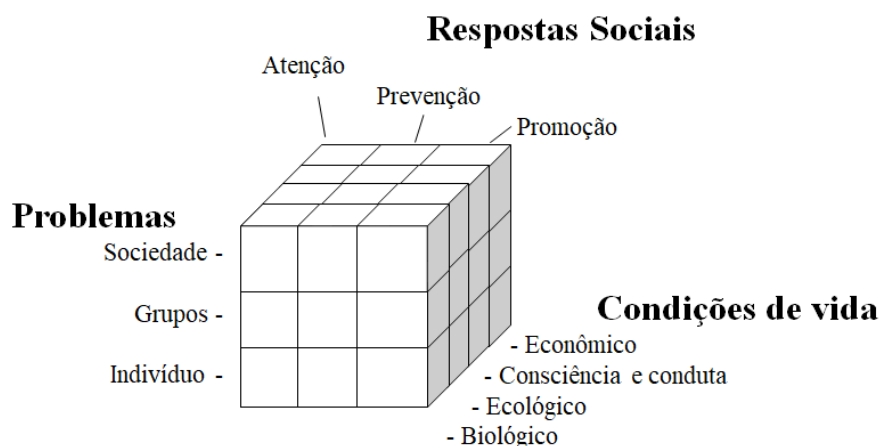 Respostas Sociais
Atenção
Prevenção
Promoção
Problemas
Sociedade -
Grupos -
Indivíduo -
Condições de vida
- Econômico
- Consciência e conduta
- Ecológico
- Biológico